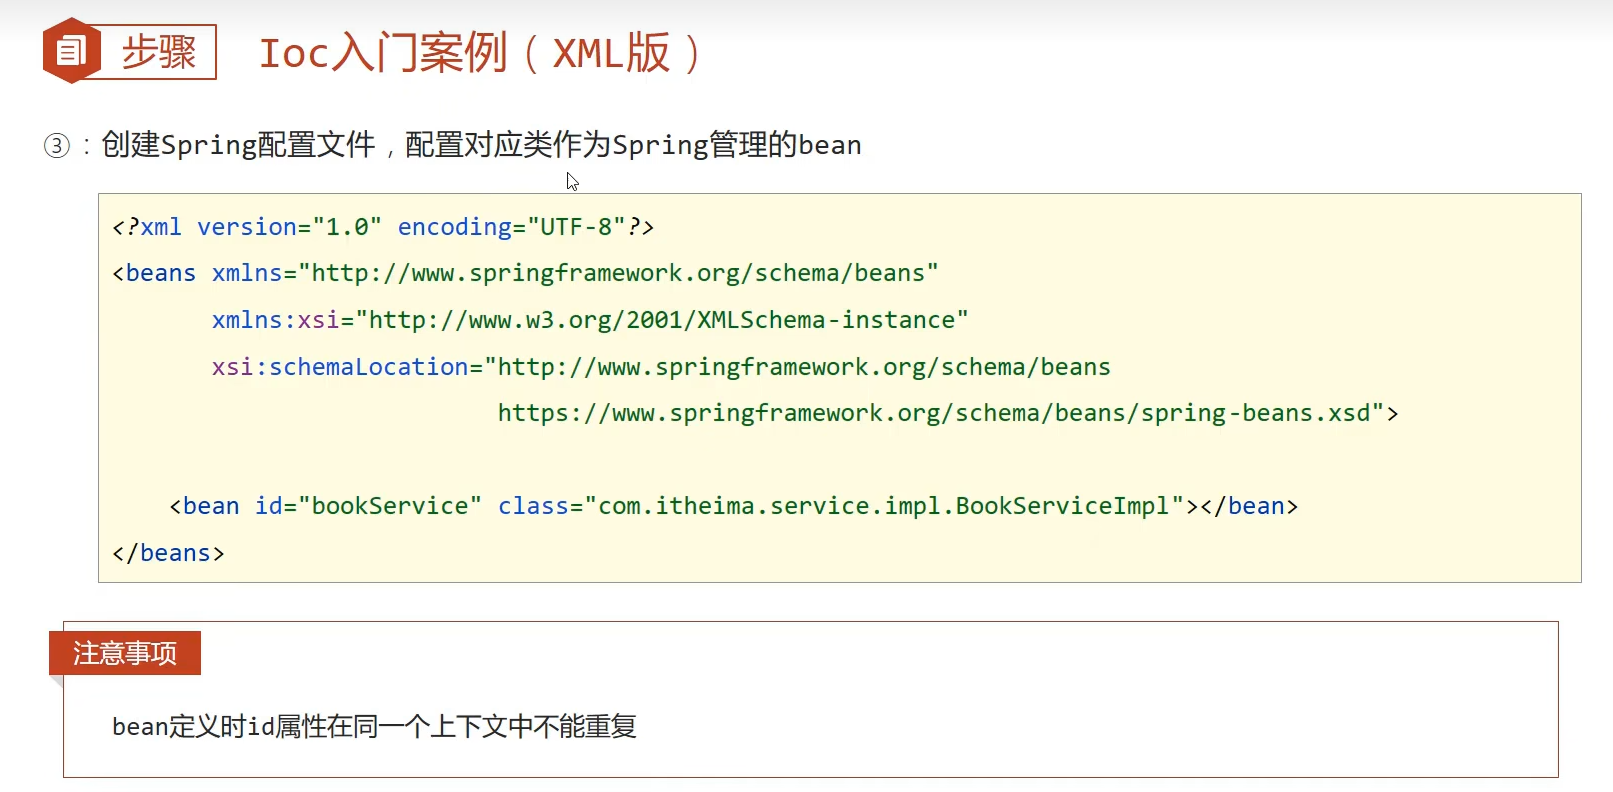 步骤
Ioc入门案例（XML版）
③：创建Spring配置文件，配置对应类作为Spring管理的bean
<?xml version="1.0" encoding="UTF-8"?>
<beans xmlns="http://www.springframework.org/schema/beans"
xmlns:xsi="http://www.w3.org/2001/XMLSchema-instance"
xsi:schemaLocation="http://www.springframework.org/schema/beans
https://www.springframework.org/schema/beans/spring-beans.xsd">
<bean id="bookService" class="com.itheima.service.impl.BookServiceImpl"></bean>
</beans>
注意事项
bean定义时id属性在同一个上下文中不能重复